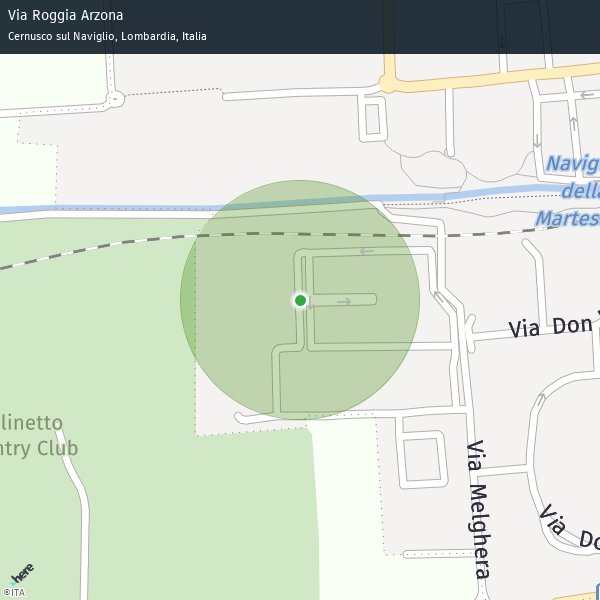 Via Roggia Arzona
Cernusco sul Naviglio, Lombardia, Italia
Navig
della
Martes
Via Don
linetto
ntry Club
Via Melghera
Via Do
here
©ITA